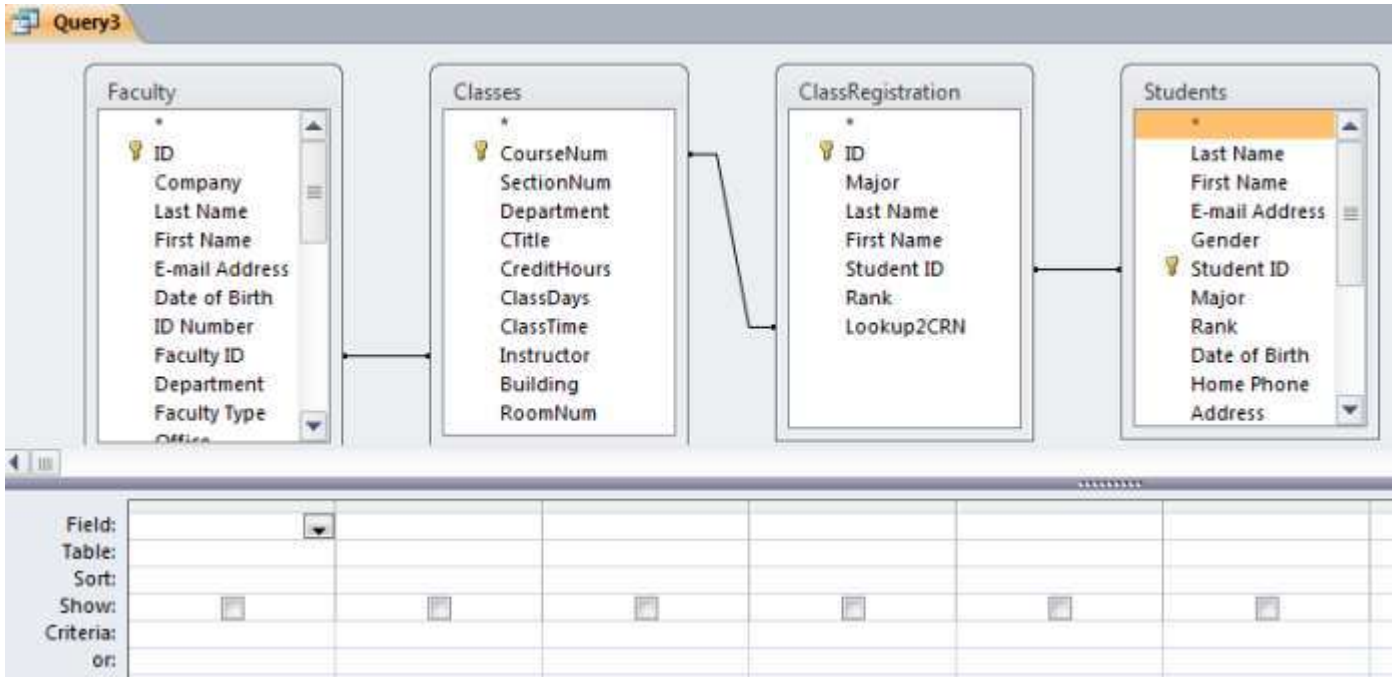 Query3
Faculty
*
ID
Company
Last Name
First Name
E-mail Address
Date of Birth
ID Number
Faculty ID
Department
Faculty Type
Office
Classes
*
CourseNum
SectionNum
Department
CTitle
CreditHours
ClassDays
ClassTime
Instructor
Building
RoomNum
ClassRegistration
*
ID
Major
Last Name
First Name
Student ID
Rank
Lookup2CRN
Students
*
Last Name
First Name
E-mail Address
Gender
Student ID
Major
Rank
Date of Birth
Home Phone
Address
Field:
Table:
Sort:
Show:
Criteria:
or: